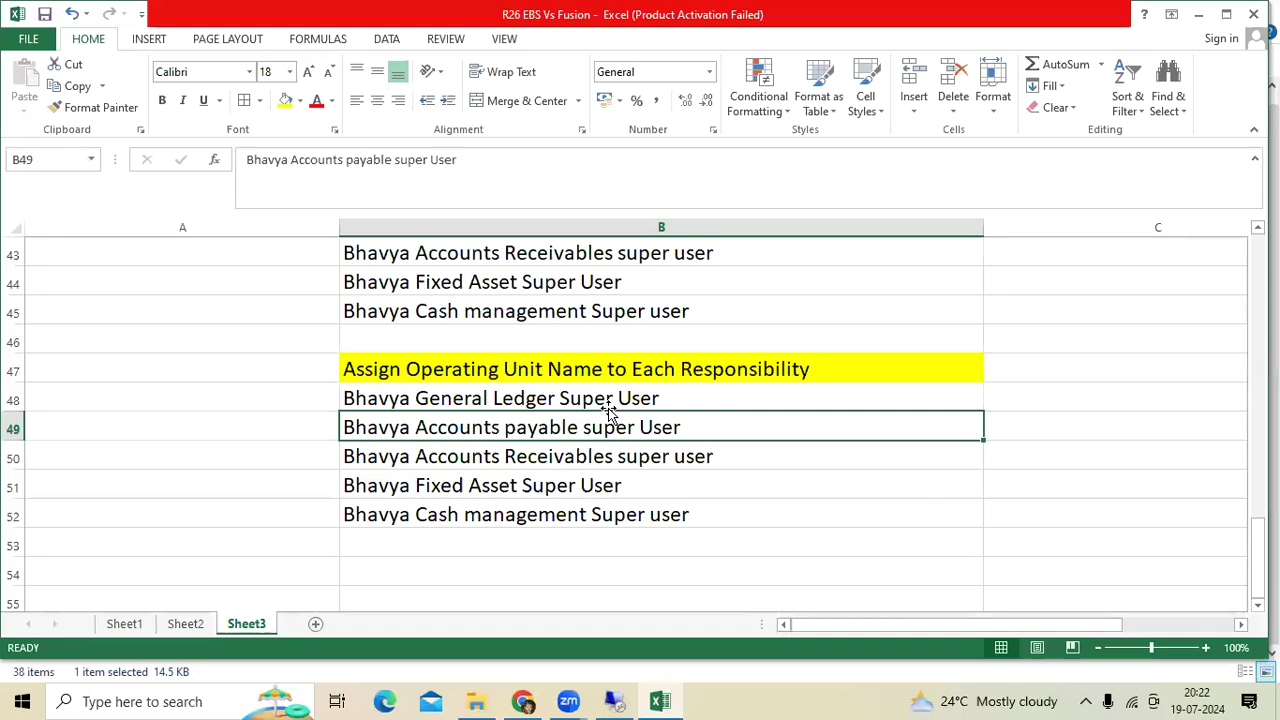 R26 EBS Vs Fusion - Excel (Product Activation Failed)
FILE HOME INSERT PAGE LAYOUT FORMULAS DATA REVIEW VIEW Sign in
Cut
Copy
Format Painter
Paste
Clipboard
Calibri 18
B I U
Font
Wrap Text
Merge & Center
Alignment
General
Number
Conditional Formatting
Format as Table
Cell Styles
Styles
Insert Delete Format
Cells
AutoSum
Fill
Clear
Sort & Filter
Find & Select
Editing
B49 fx Bhavya Accounts payable super User
A B C
43 Bhavya Accounts Receivables super user
44 Bhavya Fixed Asset Super User
45 Bhavya Cash management Super user
46
47 Assign Operating Unit Name to Each Responsibility
48 Bhavya General Ledger Super User
49 Bhavya Accounts payable super User
50 Bhavya Accounts Receivables super user
51 Bhavya Fixed Asset Super User
52 Bhavya Cash management Super user
53
54
55
Sheet1 Sheet2 Sheet3
READY 100%
38 items 1 item selected 14.5 KB
Type here to search 24°C Mostly cloudy 20:22
19-07-2024